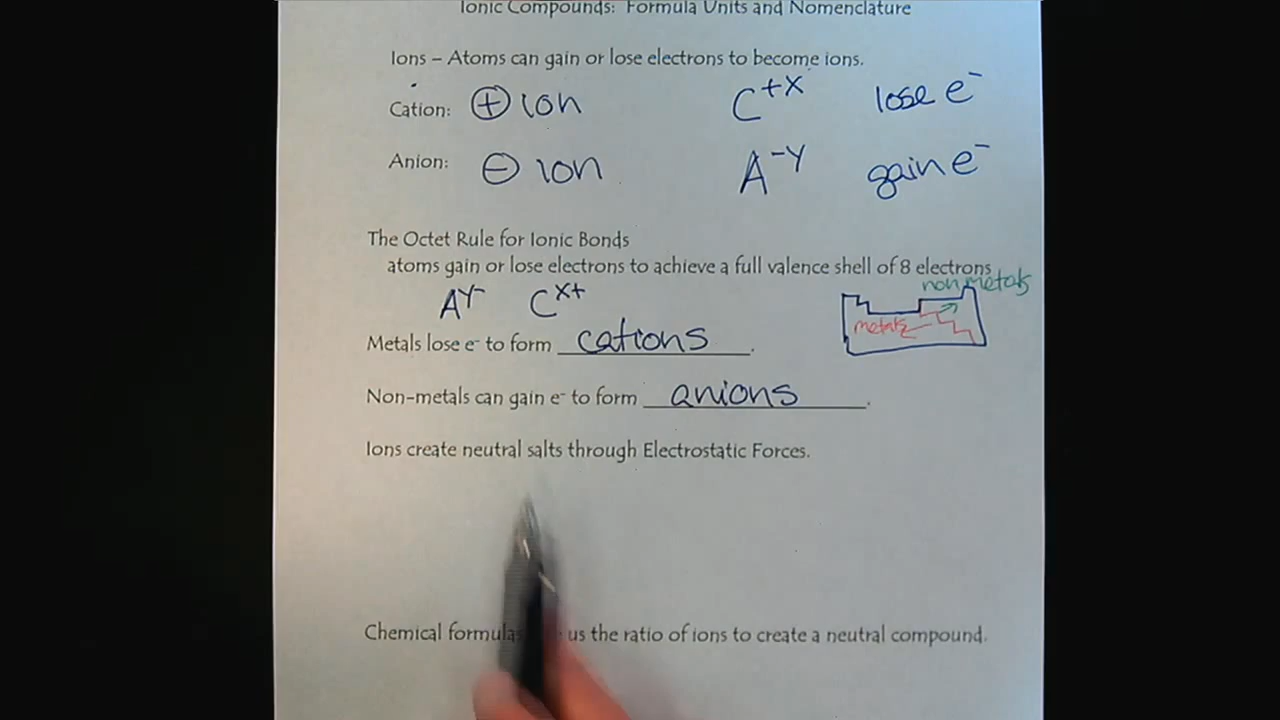 Ionic Compounds: Formula Units and Nomenclature
Ions – Atoms can gain or lose electrons to become ions.
Cation: ⊕ ion C⁺ˣ lose e⁻
Anion: ⊖ ion A⁻ʸ gain e⁻
The Octet Rule for Ionic Bonds
atoms gain or lose electrons to achieve a full valence shell of 8 electrons
nonmetals
Aʸ⁻ Cˣ⁺
metals
Metals lose e⁻ to form cations.
Non-metals can gain e⁻ to form anions.
Ions create neutral salts through Electrostatic Forces.
Chemical formulas us the ratio of ions to create a neutral compound.